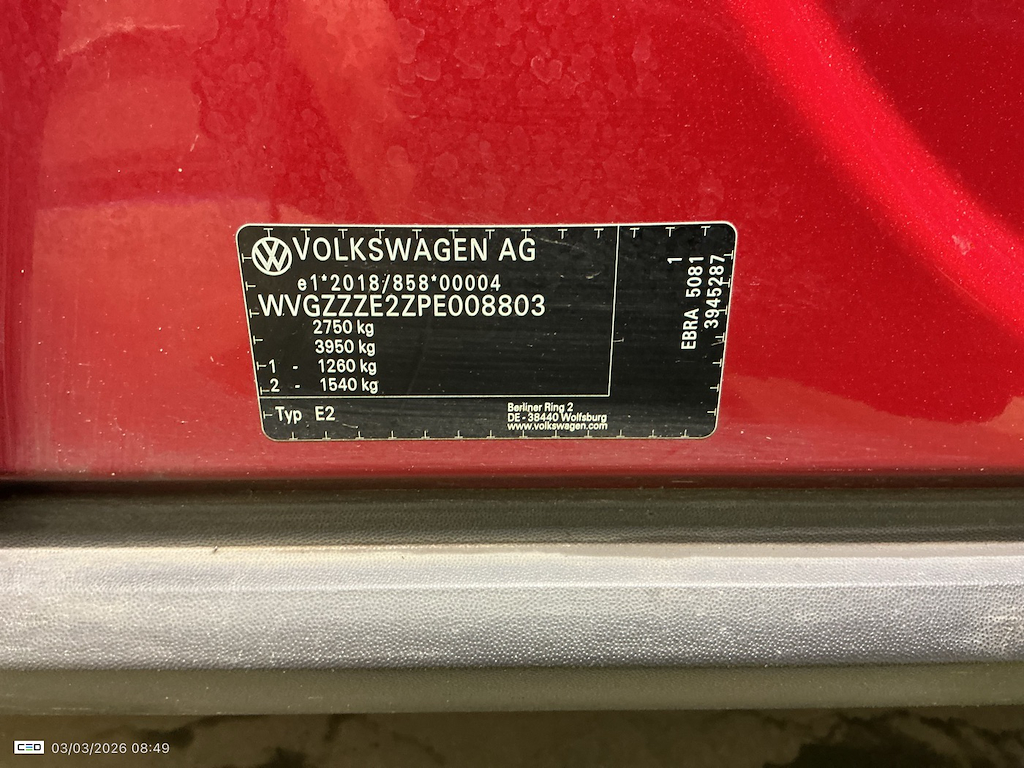 VOLKSWAGEN AG
e1*2018/858*00004
WVGZZZE2ZPE008803
2750 kg
3950 kg
1 - 1260 kg
2 - 1540 kg
Typ E2
Berliner Ring 2
DE - 38440 Wolfsburg
www.volkswagen.com
1
EBRA 5081
3945287
CEO 03/03/2026 08:49